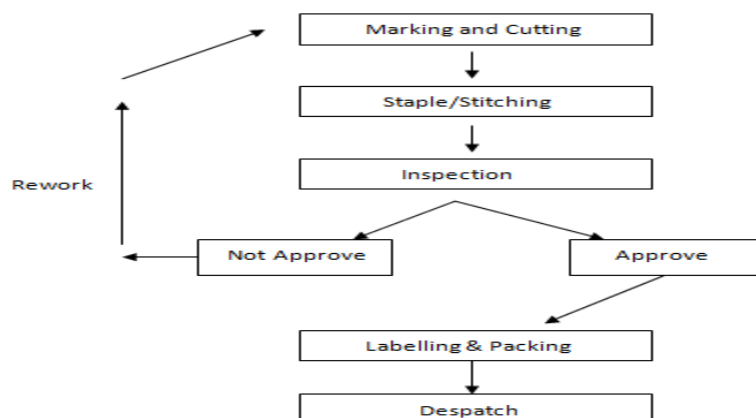 Marking and Cutting
Staple/Stitching
Rework
Inspection
Not Approve
Approve
Labelling & Packing
Despatch